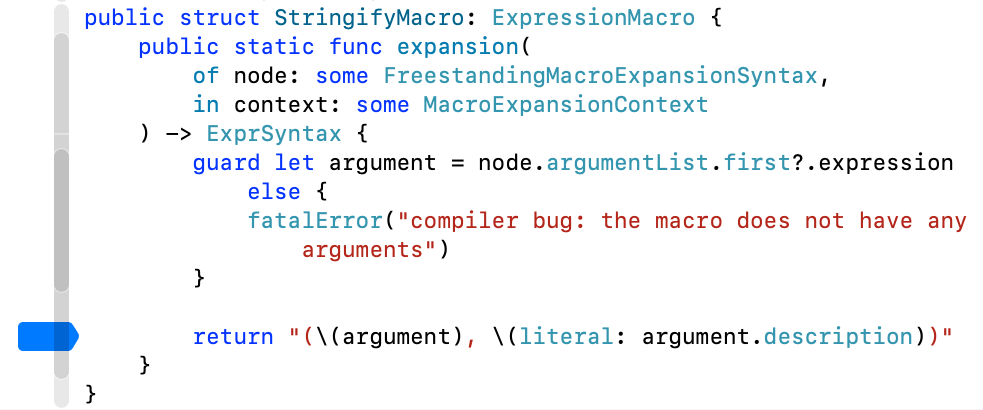 public struct StringifyMacro: ExpressionMacro {
    public static func expansion(
        of node: some FreestandingMacroExpansionSyntax,
        in context: some MacroExpansionContext
    ) -> ExprSyntax {
        guard let argument = node.argumentList.first?.expression
            else {
            fatalError("compiler bug: the macro does not have any
                arguments")
        }

        return "(\(argument), \(literal: argument.description))"
    }
}